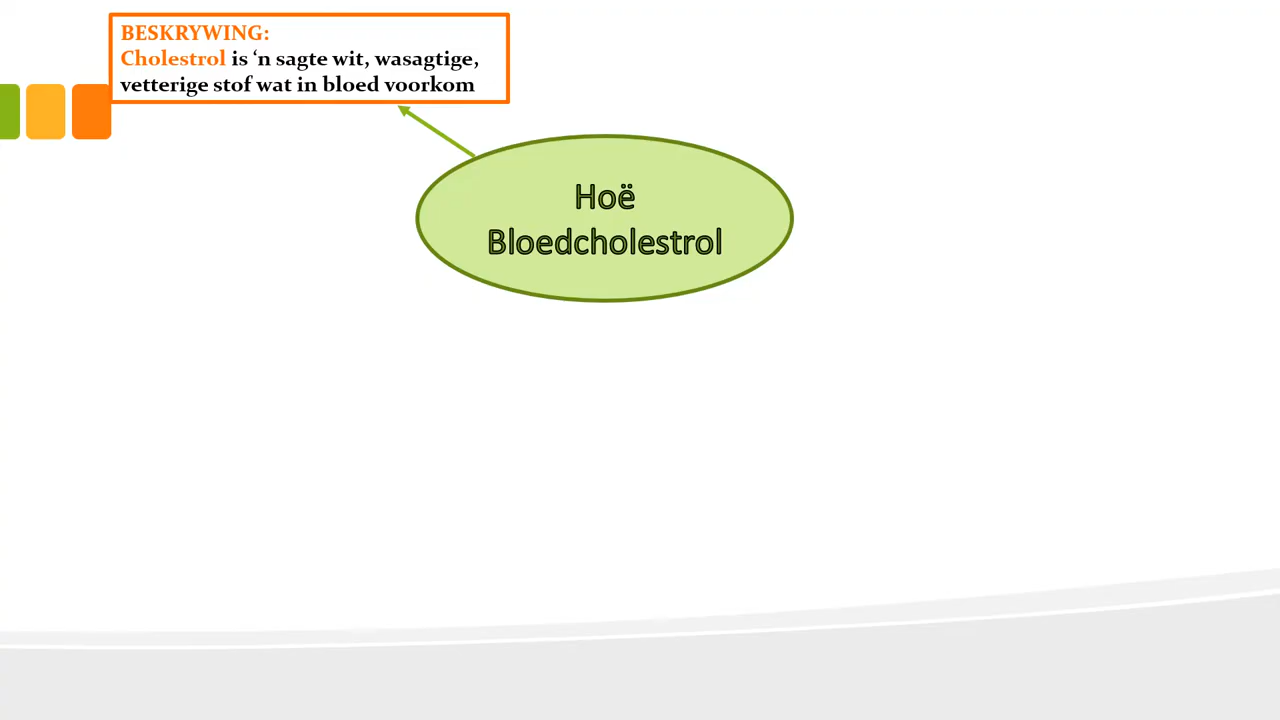 BESKRYWING:
Cholestrol is ‘n sagte wit, wasagtige,
vetterige stof wat in bloed voorkom
Hoë
Bloedcholestrol